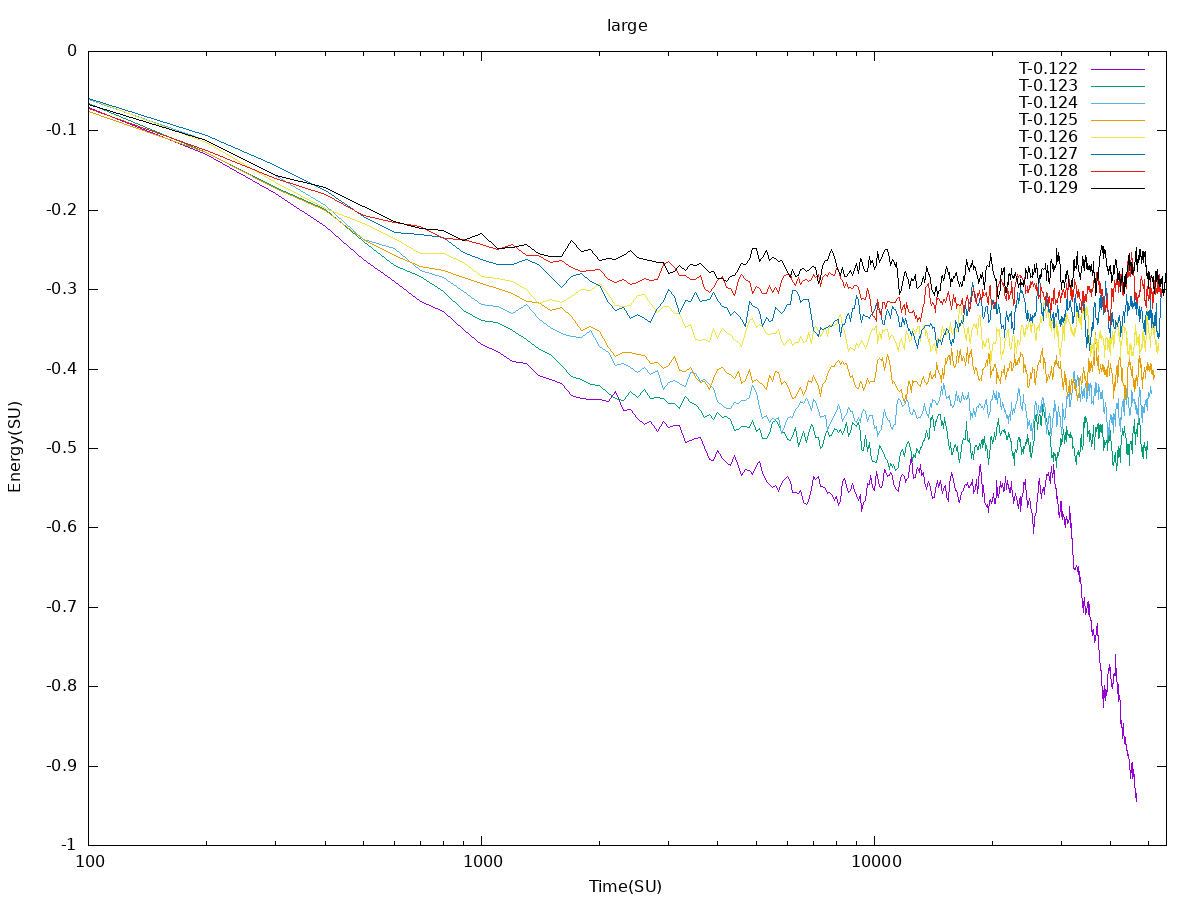 large
0
-0.1
-0.2
-0.3
-0.4
-0.5
-0.6
-0.7
-0.8
-0.9
-1
Energy(SU)
T-0.122
T-0.123
T-0.124
T-0.125
T-0.126
T-0.127
T-0.128
T-0.129
100 1000 10000
Time(SU)